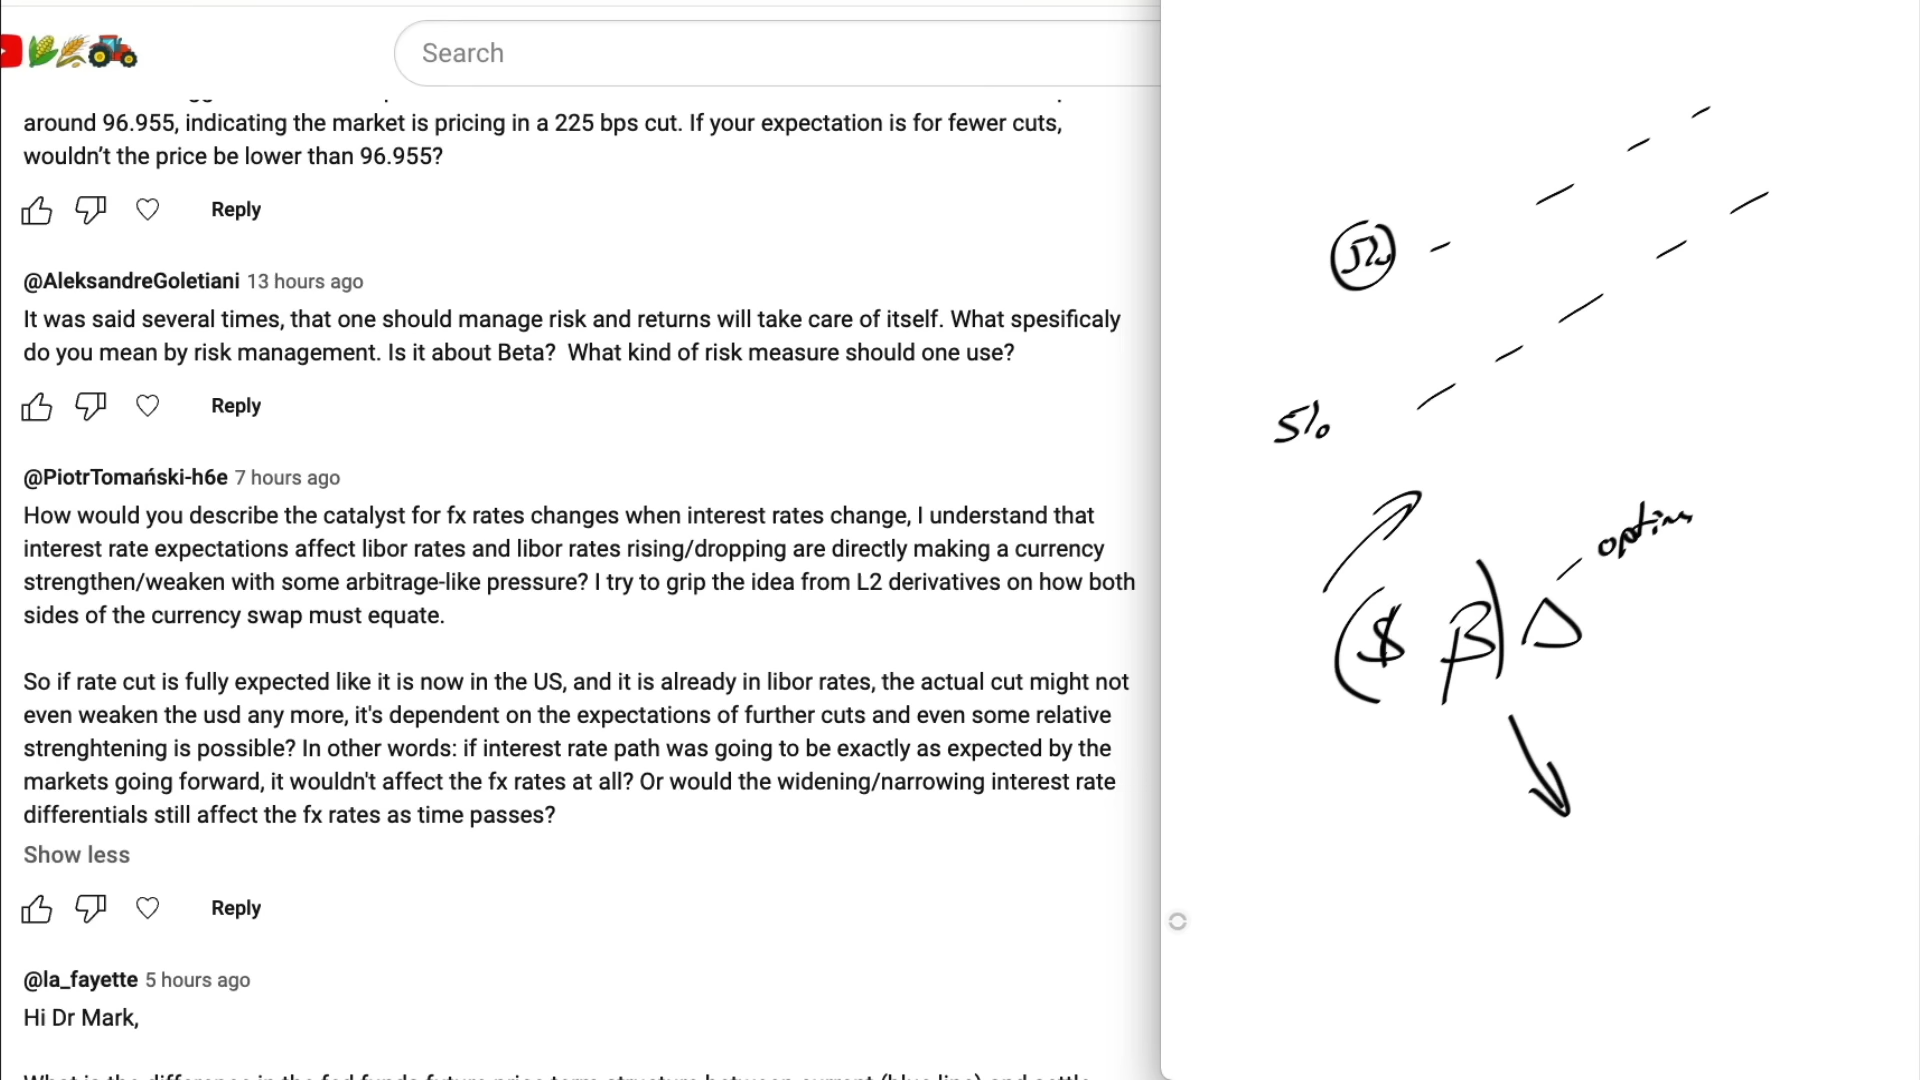 Search
around 96.955, indicating the market is pricing in a 225 bps cut. If your expectation is for fewer cuts,
wouldn't the price be lower than 96.955?
Reply
@AleksandreGoletiani 13 hours ago
It was said several times, that one should manage risk and returns will take care of itself. What spesificaly
do you mean by risk management. Is it about Beta?  What kind of risk measure should one use?
Reply
@PiotrTomański-h6e 7 hours ago
How would you describe the catalyst for fx rates changes when interest rates change, I understand that
interest rate expectations affect libor rates and libor rates rising/dropping are directly making a currency
strengthen/weaken with some arbitrage-like pressure? I try to grip the idea from L2 derivatives on how both
sides of the currency swap must equate.
So if rate cut is fully expected like it is now in the US, and it is already in libor rates, the actual cut might not
even weaken the usd any more, it's dependent on the expectations of further cuts and even some relative
strenghtening is possible? In other words: if interest rate path was going to be exactly as expected by the
markets going forward, it wouldn't affect the fx rates at all? Or would the widening/narrowing interest rate
differentials still affect the fx rates as time passes?
Show less
Reply
@la_fayette 5 hours ago
Hi Dr Mark,
5%
($ β) Δ